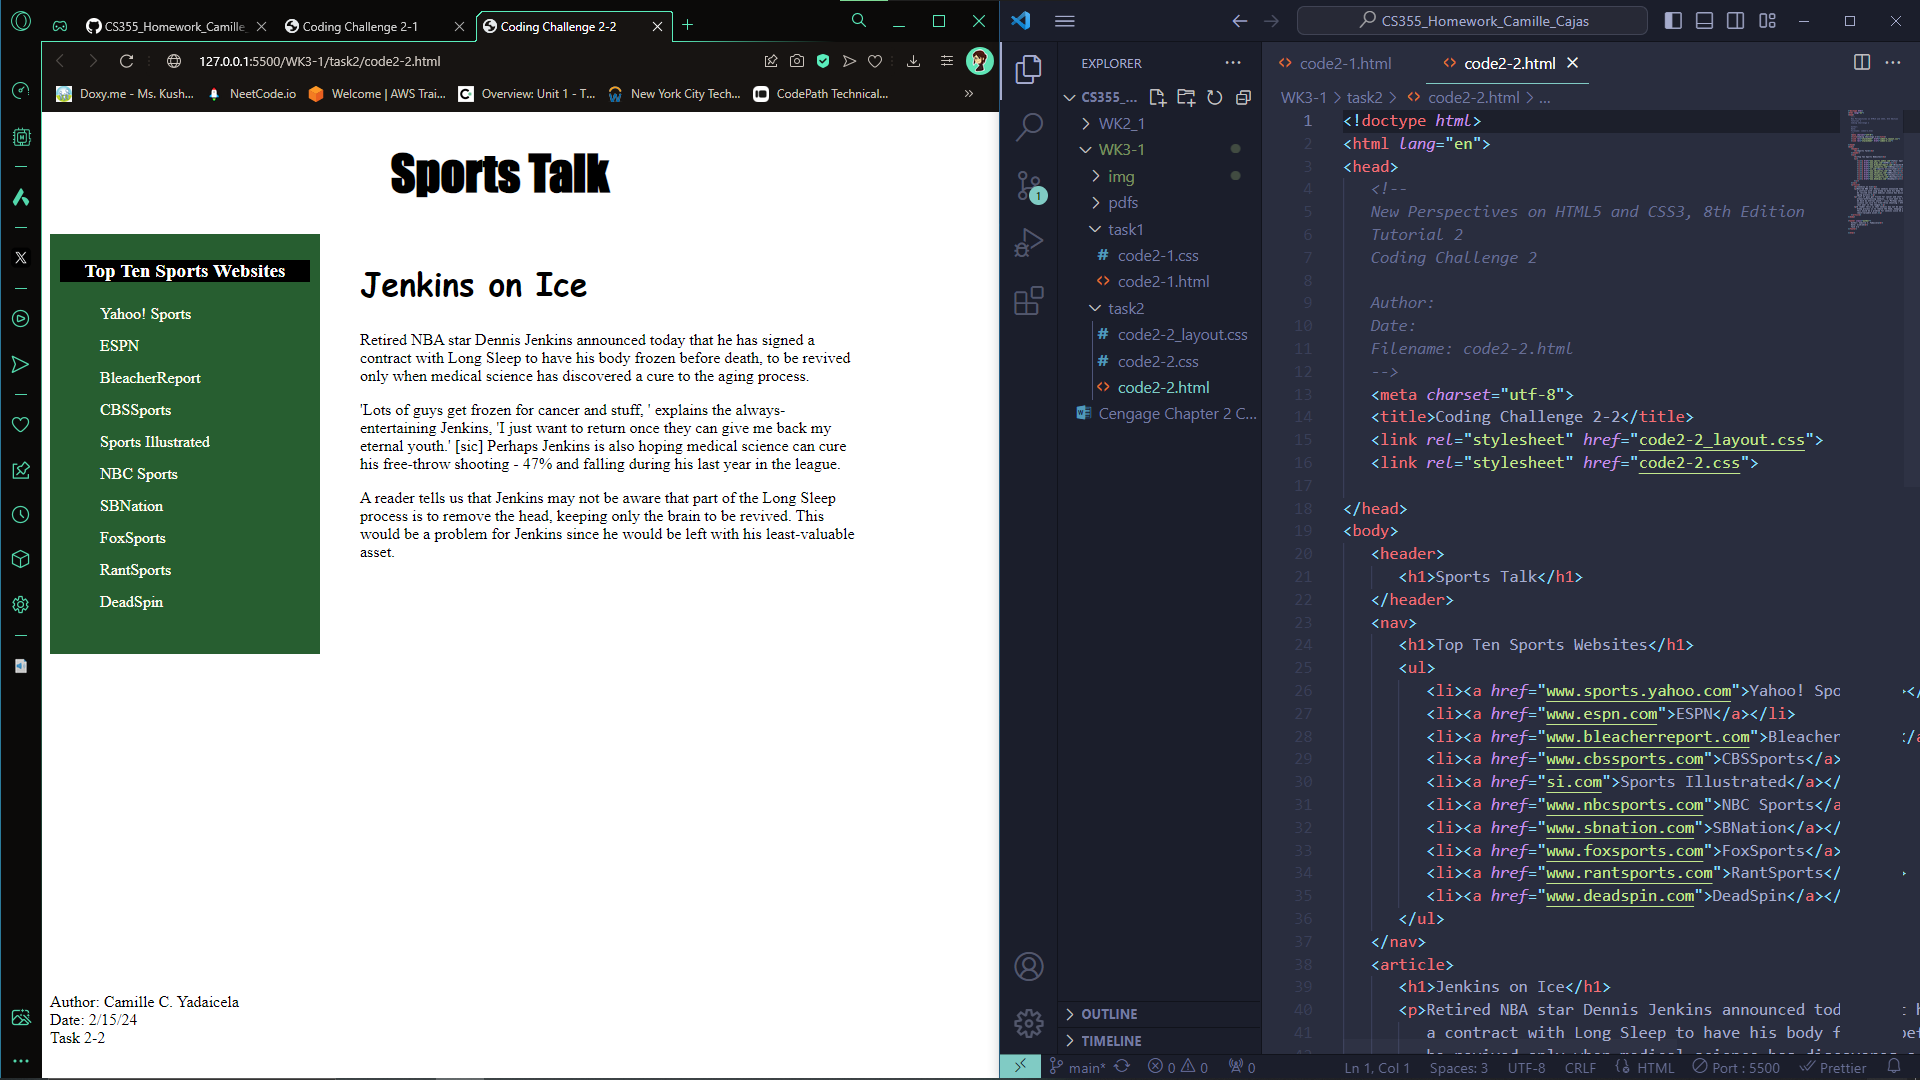 CS355_Homework_Camille_
Coding Challenge 2-1
Coding Challenge 2-2
127.0.0.1:5500/WK3-1/task2/code2-2.html
Doxy.me - Ms. Kush...
NeetCode.io
Welcome | AWS Trai...
Overview: Unit 1 - T...
New York City Tech...
CodePath Technical...
»
Sports Talk
Top Ten Sports Websites
Yahoo! Sports
ESPN
BleacherReport
CBSSports
Sports Illustrated
NBC Sports
SBNation
FoxSports
RantSports
DeadSpin
Jenkins on Ice
Retired NBA star Dennis Jenkins announced today that he has signed a
contract with Long Sleep to have his body frozen before death, to be revived
only when medical science has discovered a cure to the aging process.
'Lots of guys get frozen for cancer and stuff, ' explains the always-
entertaining Jenkins, 'I just want to return once they can give me back my
eternal youth.' [sic] Perhaps Jenkins is also hoping medical science can cure
his free-throw shooting - 47% and falling during his last year in the league.
A reader tells us that Jenkins may not be aware that part of the Long Sleep
process is to remove the head, keeping only the brain to be revived. This
would be a problem for Jenkins since he would be left with his least-valuable
asset.
Author: Camille C. Yadaicela
Date: 2/15/24
Task 2-2
CS355_Homework_Camille_Cajas
EXPLORER
CS355_...
WK2_1
WK3-1
img
pdfs
task1
# code2-1.css
<> code2-1.html
task2
# code2-2_layout.css
# code2-2.css
<> code2-2.html
Cengage Chapter 2 C...
OUTLINE
TIMELINE
1
<> code2-1.html
<> code2-2.html
WK3-1 > task2 > <> code2-2.html > ...
1 <!doctype html>
2 <html lang="en">
3 <head>
4 <!--
5 New Perspectives on HTML5 and CSS3, 8th Edition
6 Tutorial 2
7 Coding Challenge 2
8
9 Author:
10 Date:
11 Filename: code2-2.html
12 -->
13 <meta charset="utf-8">
14 <title>Coding Challenge 2-2</title>
15 <link rel="stylesheet" href="code2-2_layout.css">
16 <link rel="stylesheet" href="code2-2.css">
17
18 </head>
19 <body>
20 <header>
21 <h1>Sports Talk</h1>
22 </header>
23 <nav>
24 <h1>Top Ten Sports Websites</h1>
25 <ul>
26 <li><a href="www.sports.yahoo.com">Yahoo! Spo
27 <li><a href="www.espn.com">ESPN</a></li>
28 <li><a href="www.bleacherreport.com">Bleacher
29 <li><a href="www.cbssports.com">CBSSports</a>
30 <li><a href="si.com">Sports Illustrated</a></
31 <li><a href="www.nbcsports.com">NBC Sports</a
32 <li><a href="www.sbnation.com">SBNation</a></
33 <li><a href="www.foxsports.com">FoxSports</a>
34 <li><a href="www.rantsports.com">RantSports</
35 <li><a href="www.deadspin.com">DeadSpin</a></
36 </ul>
37 </nav>
38 <article>
39 <h1>Jenkins on Ice</h1>
40 <p>Retired NBA star Dennis Jenkins announced tod
41 a contract with Long Sleep to have his body f
main*
0
0
0
Ln 1, Col 1
Spaces: 3
UTF-8
CRLF
HTML
Port : 5500
Prettier